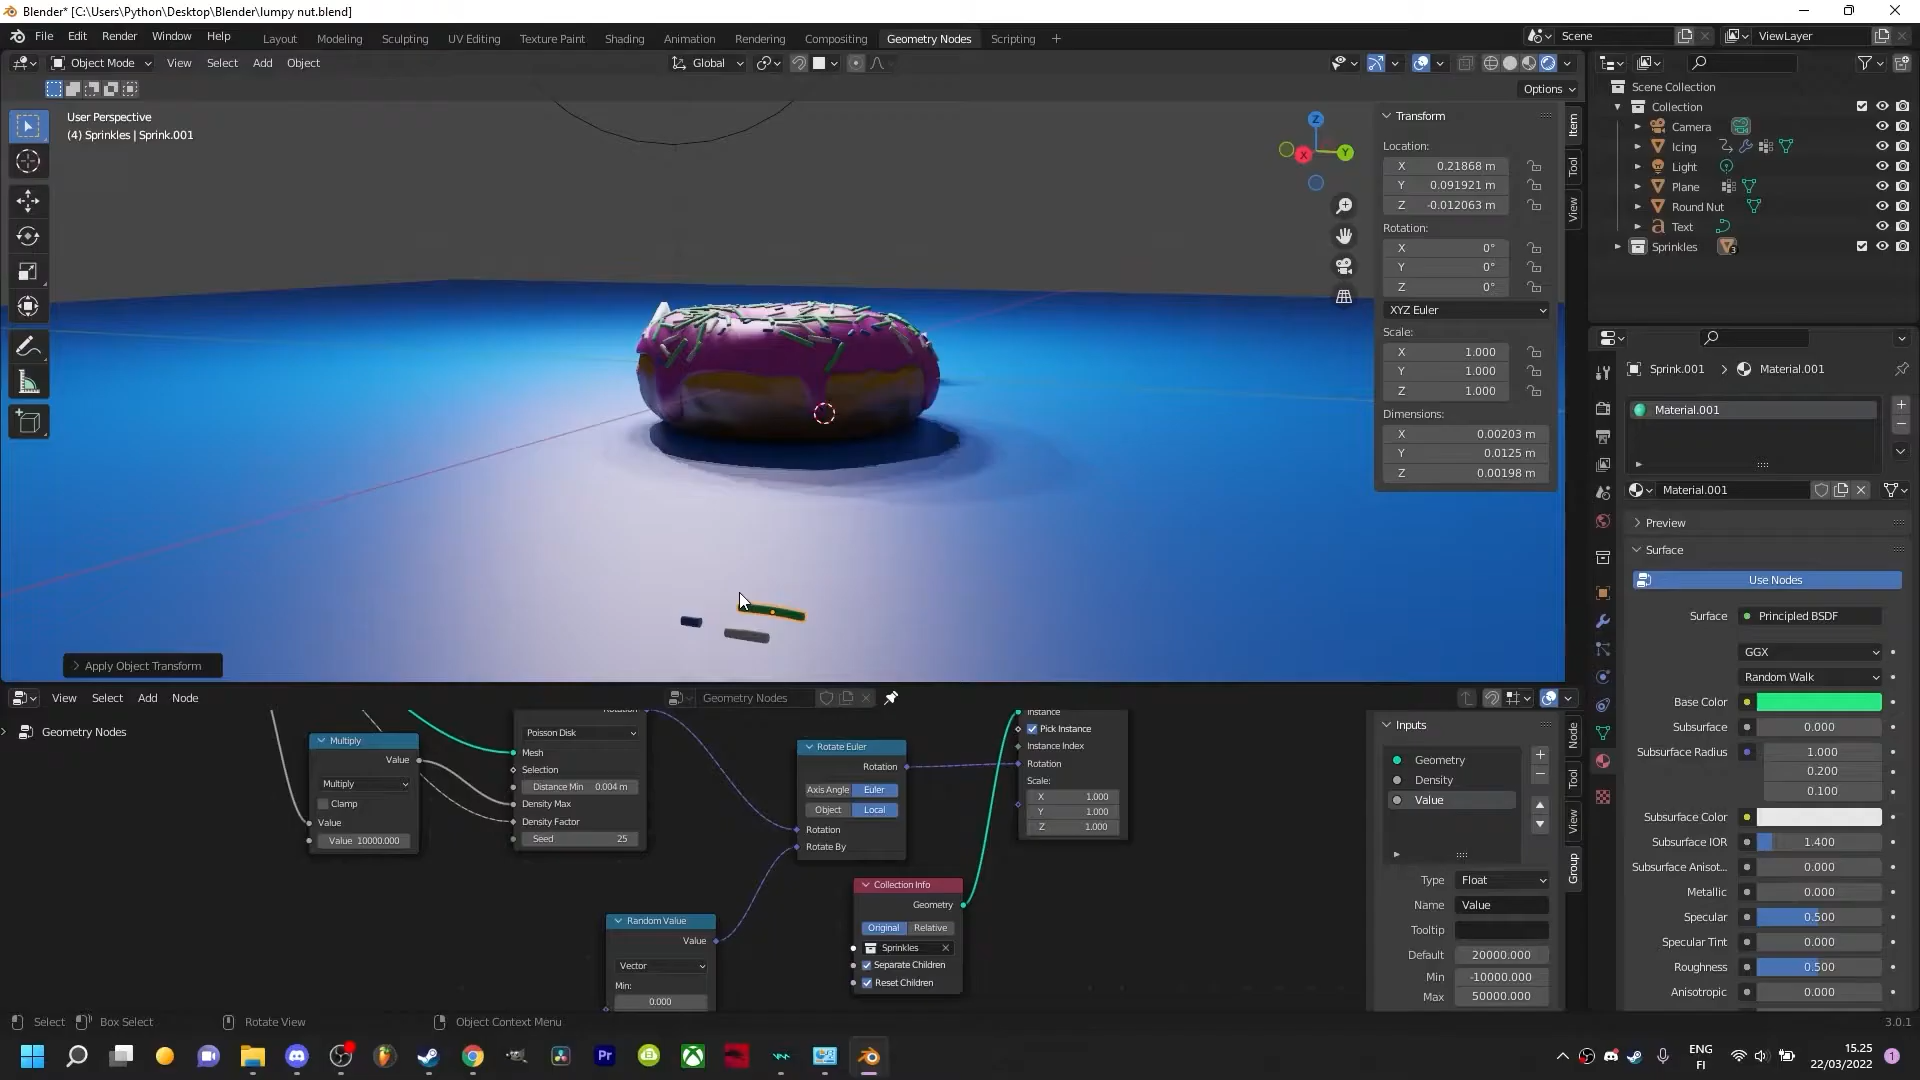 Blender* [C:\Users\Python\Desktop\Blender\lumpy nut.blend]
File Edit Render Window Help
Layout Modeling Sculpting UV Editing Texture Paint Shading Animation Rendering Compositing Geometry Nodes Scripting +
Scene
ViewLayer
Object Mode View Select Add Object
Global
Options
User Perspective
(4) Sprinkles | Sprink.001
Z
Y
X
Transform
Location:
X 0.21868 m
Y 0.091921 m
Z -0.012063 m
Rotation:
X 0°
Y 0°
Z 0°
XYZ Euler
Scale:
X 1.000
Y 1.000
Z 1.000
Dimensions:
X 0.00203 m
Y 0.0125 m
Z 0.00198 m
Item
Tool
View
Apply Object Transform
Scene Collection
Collection
Camera
Icing
Light
Plane
Round Nut
Text
Sprinkles 3
Sprink.001 > Material.001
Material.001
Material.001
Preview
Surface
Use Nodes
Surface Principled BSDF
GGX
Random Walk
Base Color
Subsurface 0.000
Subsurface Radius 1.000
0.200
0.100
Subsurface Color
Subsurface IOR 1.400
Subsurface Anisot... 0.000
Metallic 0.000
Specular 0.500
Specular Tint 0.000
Roughness 0.500
Anisotropic 0.000
View Select Add Node
Geometry Nodes
Geometry Nodes
Multiply
Value
Multiply
Clamp
Value
Value 10000.000
Rotation
Poisson Disk
Mesh
Selection
Distance Min 0.004 m
Density Max
Density Factor
Seed 25
Rotate Euler
Rotation
Axis Angle Euler
Object Local
Rotation
Rotate By
Instance
Pick Instance
Instance Index
Rotation
Scale:
X 1.000
Y 1.000
Z 1.000
Random Value
Value
Vector
Min:
0.000
Collection Info
Geometry
Original Relative
Sprinkles
Separate Children
Reset Children
Inputs
Geometry
Density
Value
Type Float
Name Value
Tooltip
Default 20000.000
Min -10000.000
Max 50000.000
Node
Tool
View
Group
Select Box Select Rotate View Object Context Menu
3.0.1
Pr
ENG
FI
15.25
22/03/2022
1